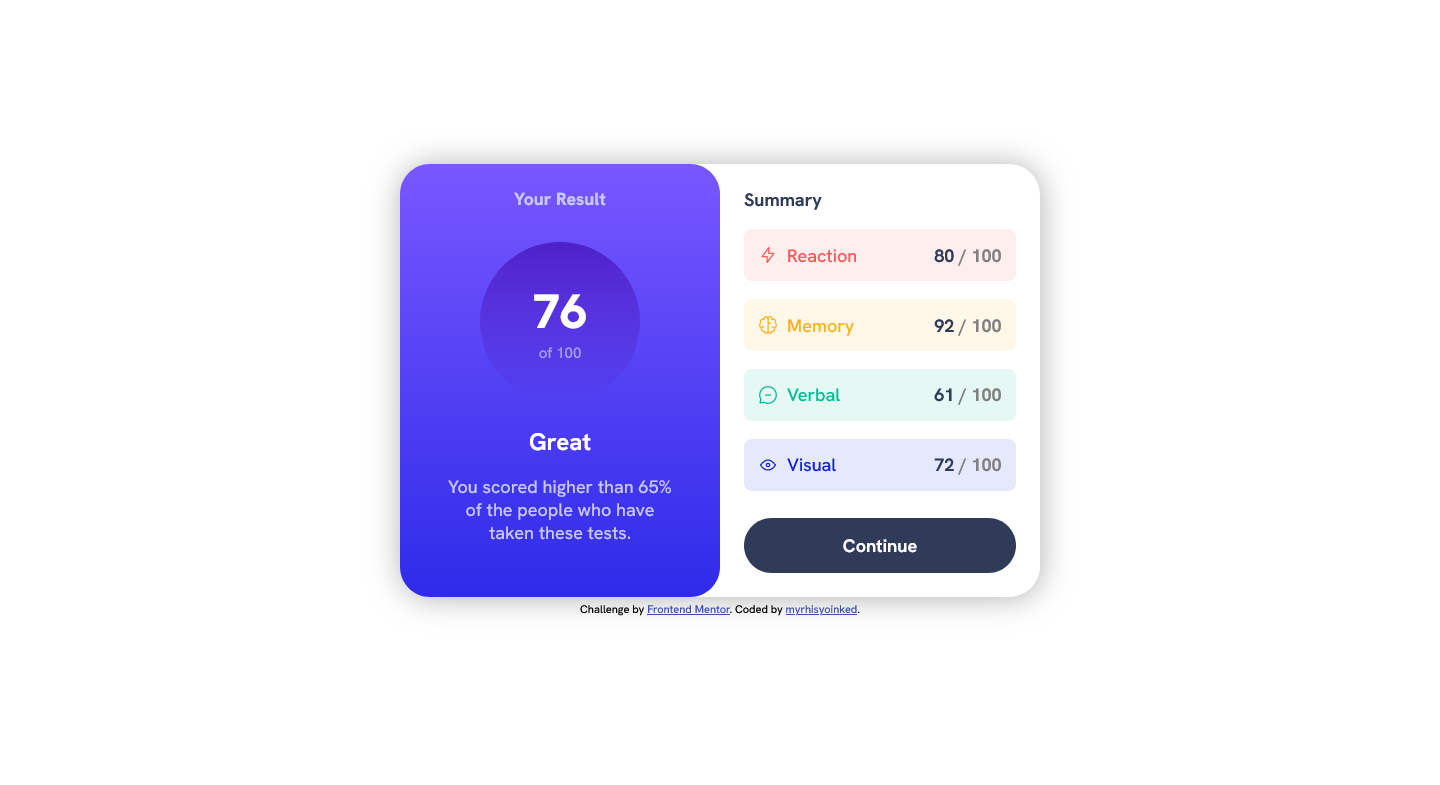 Your Result
76
of 100
Great
You scored higher than 65%
of the people who have
taken these tests.
Summary
Reaction 80 / 100
Memory 92 / 100
Verbal 61 / 100
Visual 72 / 100
Continue
Challenge by Frontend Mentor. Coded by myrhisyoinked.